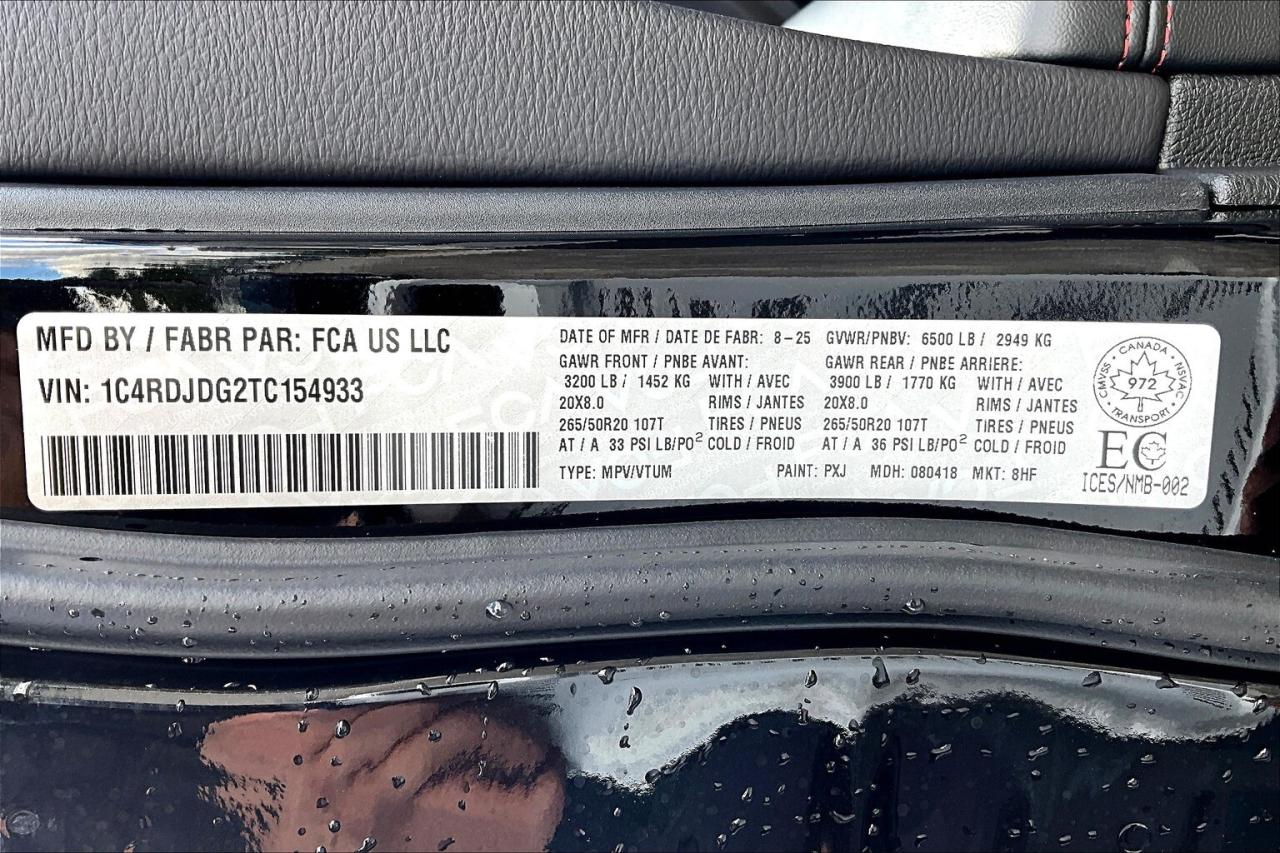 MFD BY / FABR PAR: FCA US LLC
VIN: 1C4RDJDG2TC154933
DATE OF MFR / DATE DE FABR: 8-25
GVWR/PNBV: 6500 LB / 2949 KG
GAWR FRONT / PNBE AVANT:
3200 LB / 1452 KG WITH / AVEC
20X8.0 RIMS / JANTES
265/50R20 107T TIRES / PNEUS
AT / A 33 PSI LB/PO² COLD / FROID
GAWR REAR / PNBE ARRIERE:
3900 LB / 1770 KG WITH / AVEC
20X8.0 RIMS / JANTES
265/50R20 107T TIRES / PNEUS
AT / A 36 PSI LB/PO² COLD / FROID
TYPE: MPV/VTUM PAINT: PXJ MDH: 080418 MKT: 8HF
CANADA
CMVSS 972 NSVAC
TRANSPORT
EC
ICES/NMB-002